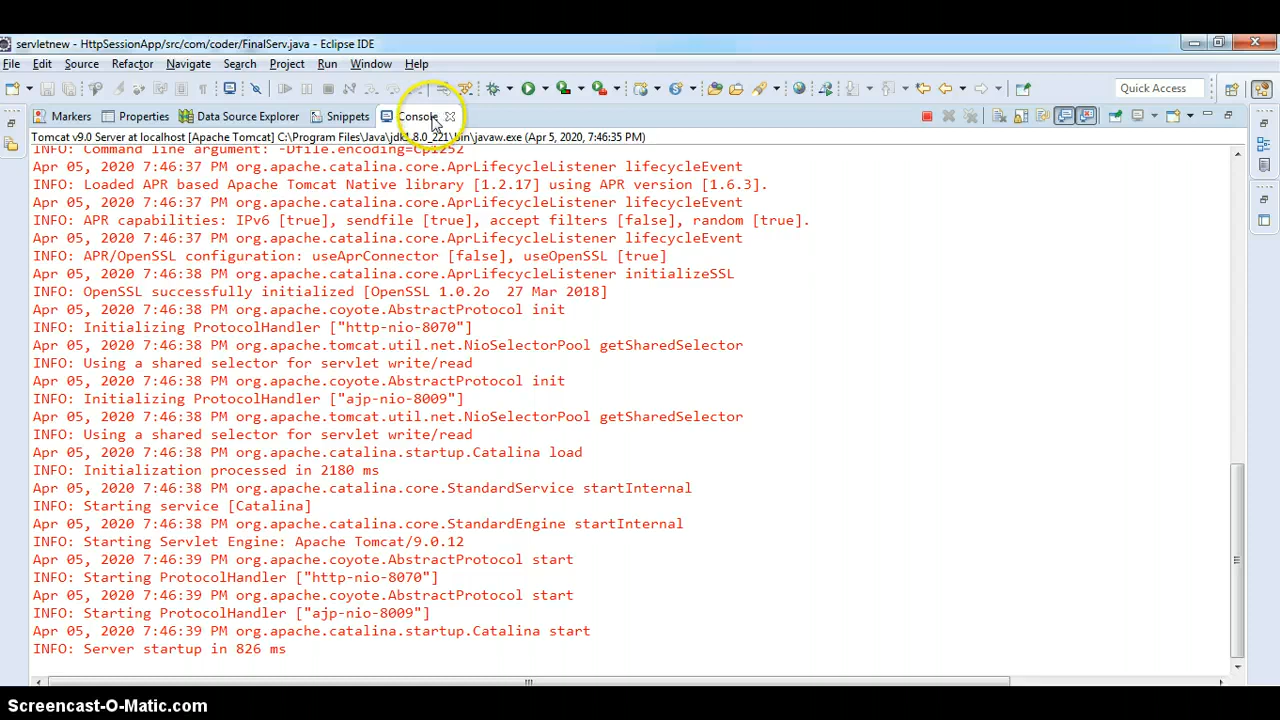 servletnew - HttpSessionApp/src/com/coder/FinalServ.java - Eclipse IDE
File Edit Source Refactor Navigate Search Project Run Window Help
Quick Access
Markers Properties Data Source Explorer Snippets Console
Tomcat v9.0 Server at localhost [Apache Tomcat] C:\Program Files\Java\jdk1.8.0_221\bin\javaw.exe (Apr 5, 2020, 7:46:35 PM)
INFO: Command line argument: -Dfile.encoding=Cp1252
Apr 05, 2020 7:46:37 PM org.apache.catalina.core.AprLifecycleListener lifecycleEvent
INFO: Loaded APR based Apache Tomcat Native library [1.2.17] using APR version [1.6.3].
Apr 05, 2020 7:46:37 PM org.apache.catalina.core.AprLifecycleListener lifecycleEvent
INFO: APR capabilities: IPv6 [true], sendfile [true], accept filters [false], random [true].
Apr 05, 2020 7:46:37 PM org.apache.catalina.core.AprLifecycleListener lifecycleEvent
INFO: APR/OpenSSL configuration: useAprConnector [false], useOpenSSL [true]
Apr 05, 2020 7:46:38 PM org.apache.catalina.core.AprLifecycleListener initializeSSL
INFO: OpenSSL successfully initialized [OpenSSL 1.0.2o  27 Mar 2018]
Apr 05, 2020 7:46:38 PM org.apache.coyote.AbstractProtocol init
INFO: Initializing ProtocolHandler ["http-nio-8070"]
Apr 05, 2020 7:46:38 PM org.apache.tomcat.util.net.NioSelectorPool getSharedSelector
INFO: Using a shared selector for servlet write/read
Apr 05, 2020 7:46:38 PM org.apache.coyote.AbstractProtocol init
INFO: Initializing ProtocolHandler ["ajp-nio-8009"]
Apr 05, 2020 7:46:38 PM org.apache.tomcat.util.net.NioSelectorPool getSharedSelector
INFO: Using a shared selector for servlet write/read
Apr 05, 2020 7:46:38 PM org.apache.catalina.startup.Catalina load
INFO: Initialization processed in 2180 ms
Apr 05, 2020 7:46:38 PM org.apache.catalina.core.StandardService startInternal
INFO: Starting service [Catalina]
Apr 05, 2020 7:46:38 PM org.apache.catalina.core.StandardEngine startInternal
INFO: Starting Servlet Engine: Apache Tomcat/9.0.12
Apr 05, 2020 7:46:39 PM org.apache.coyote.AbstractProtocol start
INFO: Starting ProtocolHandler ["http-nio-8070"]
Apr 05, 2020 7:46:39 PM org.apache.coyote.AbstractProtocol start
INFO: Starting ProtocolHandler ["ajp-nio-8009"]
Apr 05, 2020 7:46:39 PM org.apache.catalina.startup.Catalina start
INFO: Server startup in 826 ms
Screencast-O-Matic.com